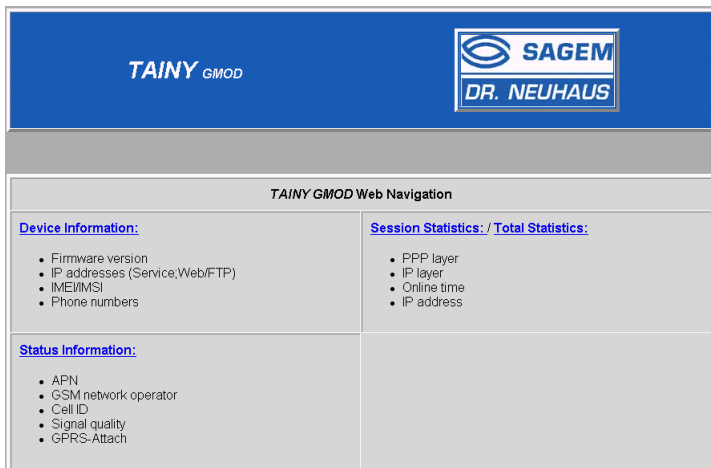 TAINY GMOD
SAGEM
DR. NEUHAUS
TAINY GMOD Web Navigation
Device Information:
Firmware version
IP addresses (Service;Web/FTP)
IMEI/IMSI
Phone numbers
Session Statistics: / Total Statistics:
PPP layer
IP layer
Online time
IP address
Status Information:
APN
GSM network operator
Cell ID
Signal quality
GPRS-Attach